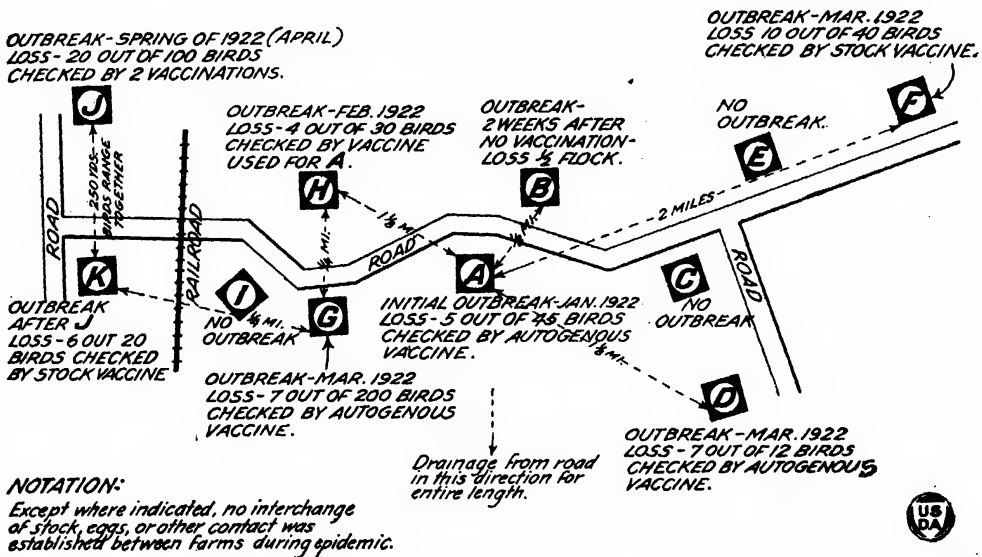 OUTBREAK-SPRING OF 1922 (APRIL)
LOSS-20 OUT OF 100 BIRDS
CHECKED BY 2 VACCINATIONS.
J
OUTBREAK-FEB. 1922
LOSS-4 OUT OF 30 BIRDS
CHECKED BY VACCINE
USED FOR A.
H
OUTBREAK-
2 WEEKS AFTER
NO VACCINATION-
LOSS ½ FLOCK.
B
NO
OUTBREAK.
E
OUTBREAK-MAR. 1922
LOSS 10 OUT OF 40 BIRDS
CHECKED BY STOCK VACCINE.
F
2 MILES
250 YDS.
BIRDS RANGE
TOGETHER
ROAD
RAILROAD
ROAD
ROAD
K
OUTBREAK
AFTER J
LOSS-6 OUT 20
BIRDS CHECKED
BY STOCK VACCINE
I
NO
OUTBREAK
MI.
G
MI.
OUTBREAK-MAR. 1922
LOSS-7 OUT OF 200 BIRDS
CHECKED BY AUTOGENOUS
VACCINE.
MI.
A
INITIAL OUTBREAK-JAN. 1922
LOSS-5 OUT OF 45 BIRDS
CHECKED BY AUTOGENOUS
VACCINE.
MI.
C
NO
OUTBREAK
D
OUTBREAK-MAR. 1922
LOSS-7 OUT OF 12 BIRDS
CHECKED BY AUTOGENOUS
VACCINE.
Drainage from road
in this direction for
entire length.
NOTATION:
Except where indicated, no interchange
of stock, eggs, or other contact was
established between farms during epidemic.
US
DA